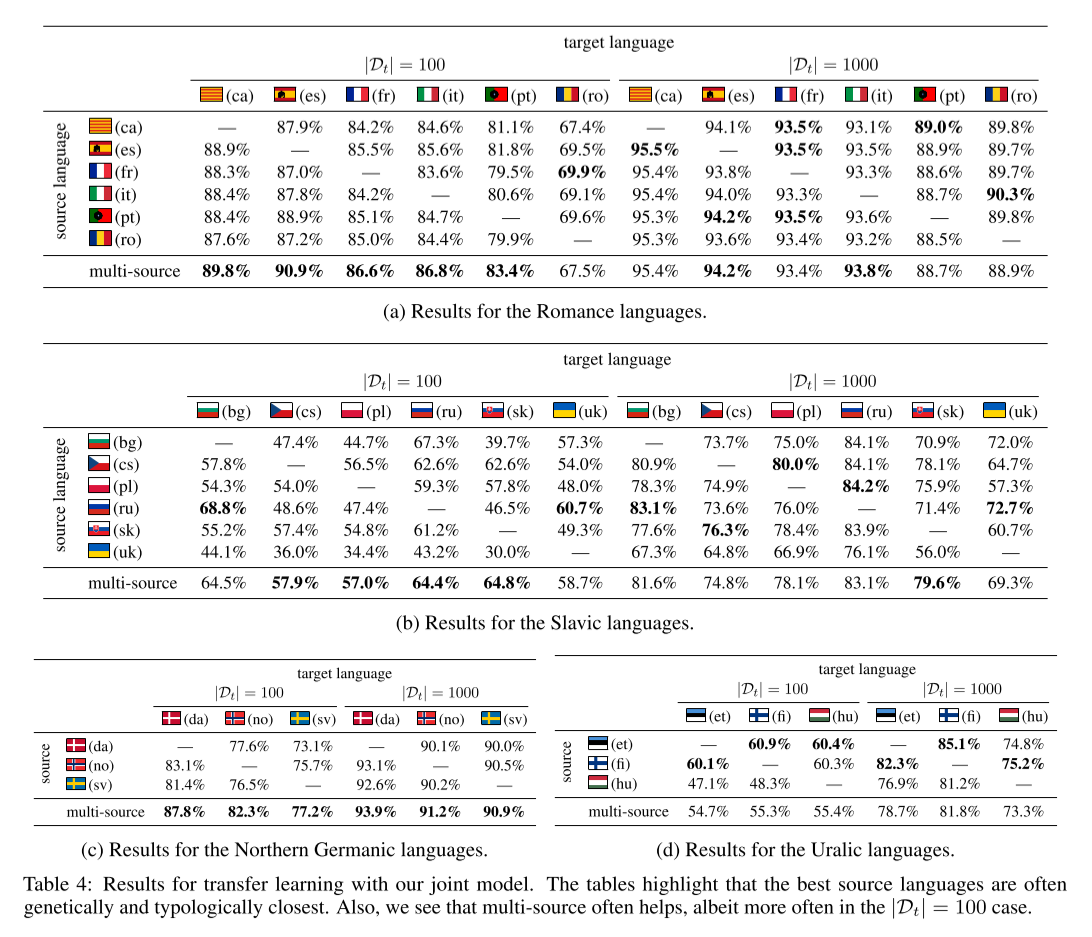 target language
|𝒟ₜ| = 100 |𝒟ₜ| = 1000
(ca) (es) (fr) (it) (pt) (ro) (ca) (es) (fr) (it) (pt) (ro)
source language
(ca) — 87.9% 84.2% 84.6% 81.1% 67.4% — 94.1% 93.5% 93.1% 89.0% 89.8%
(es) 88.9% — 85.5% 85.6% 81.8% 69.5% 95.5% — 93.5% 93.5% 88.9% 89.7%
(fr) 88.3% 87.0% — 83.6% 79.5% 69.9% 95.4% 93.8% — 93.3% 88.6% 89.7%
(it) 88.4% 87.8% 84.2% — 80.6% 69.1% 95.4% 94.0% 93.3% — 88.7% 90.3%
(pt) 88.4% 88.9% 85.1% 84.7% — 69.6% 95.3% 94.2% 93.5% 93.6% — 89.8%
(ro) 87.6% 87.2% 85.0% 84.4% 79.9% — 95.3% 93.6% 93.4% 93.2% 88.5% —
multi-source 89.8% 90.9% 86.6% 86.8% 83.4% 67.5% 95.4% 94.2% 93.4% 93.8% 88.7% 88.9%
(a) Results for the Romance languages.
target language
|𝒟ₜ| = 100 |𝒟ₜ| = 1000
(bg) (cs) (pl) (ru) (sk) (uk) (bg) (cs) (pl) (ru) (sk) (uk)
source language
(bg) — 47.4% 44.7% 67.3% 39.7% 57.3% — 73.7% 75.0% 84.1% 70.9% 72.0%
(cs) 57.8% — 56.5% 62.6% 62.6% 54.0% 80.9% — 80.0% 84.1% 78.1% 64.7%
(pl) 54.3% 54.0% — 59.3% 57.8% 48.0% 78.3% 74.9% — 84.2% 75.9% 57.3%
(ru) 68.8% 48.6% 47.4% — 46.5% 60.7% 83.1% 73.6% 76.0% — 71.4% 72.7%
(sk) 55.2% 57.4% 54.8% 61.2% — 49.3% 77.6% 76.3% 78.4% 83.9% — 60.7%
(uk) 44.1% 36.0% 34.4% 43.2% 30.0% — 67.3% 64.8% 66.9% 76.1% 56.0% —
multi-source 64.5% 57.9% 57.0% 64.4% 64.8% 58.7% 81.6% 74.8% 78.1% 83.1% 79.6% 69.3%
(b) Results for the Slavic languages.
target language
|𝒟ₜ| = 100 |𝒟ₜ| = 1000
(da) (no) (sv) (da) (no) (sv)
source
(da) — 77.6% 73.1% — 90.1% 90.0%
(no) 83.1% — 75.7% 93.1% — 90.5%
(sv) 81.4% 76.5% — 92.6% 90.2% —
multi-source 87.8% 82.3% 77.2% 93.9% 91.2% 90.9%
(c) Results for the Northern Germanic languages.
target language
|𝒟ₜ| = 100 |𝒟ₜ| = 1000
(et) (fi) (hu) (et) (fi) (hu)
source
(et) — 60.9% 60.4% — 85.1% 74.8%
(fi) 60.1% — 60.3% 82.3% — 75.2%
(hu) 47.1% 48.3% — 76.9% 81.2% —
multi-source 54.7% 55.3% 55.4% 78.7% 81.8% 73.3%
(d) Results for the Uralic languages.
Table 4: Results for transfer learning with our joint model. The tables highlight that the best source languages are often
genetically and typologically closest. Also, we see that multi-source often helps, albeit more often in the |𝒟ₜ| = 100 case.